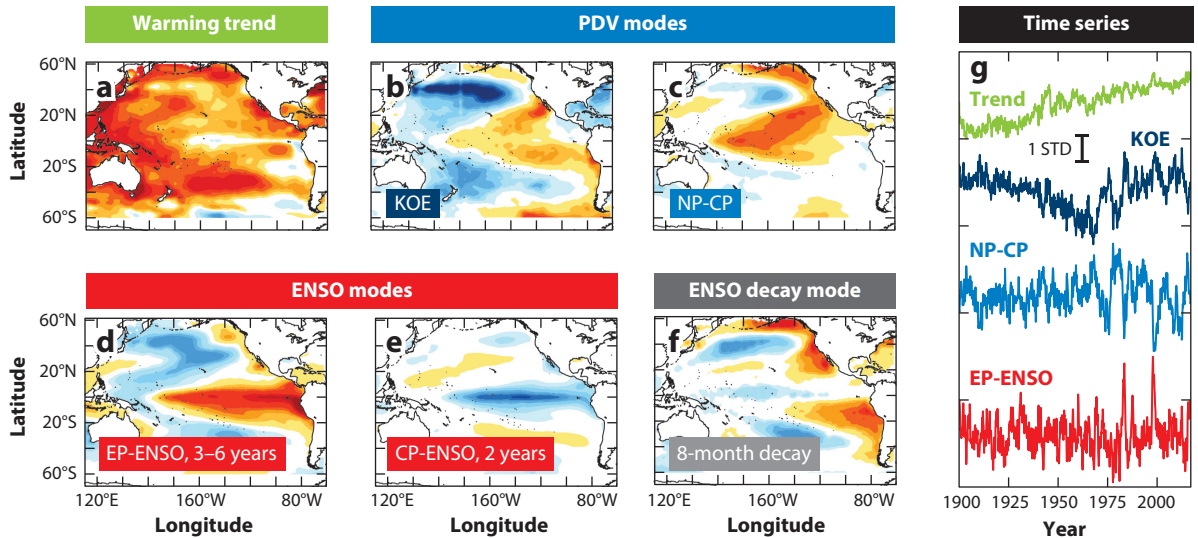 Warming trend
PDV modes
Time series
60°N
20°N
20°S
60°S
Latitude
a
b
KOE
c
NP-CP
g
Trend
1 STD
KOE
NP-CP
EP-ENSO
1900
1925
1950
1975
2000
Year
ENSO modes
ENSO decay mode
60°N
20°N
20°S
60°S
Latitude
d
EP-ENSO, 3–6 years
e
CP-ENSO, 2 years
f
8-month decay
120°E
160°W
80°W
120°E
160°W
80°W
120°E
160°W
80°W
Longitude
Longitude
Longitude